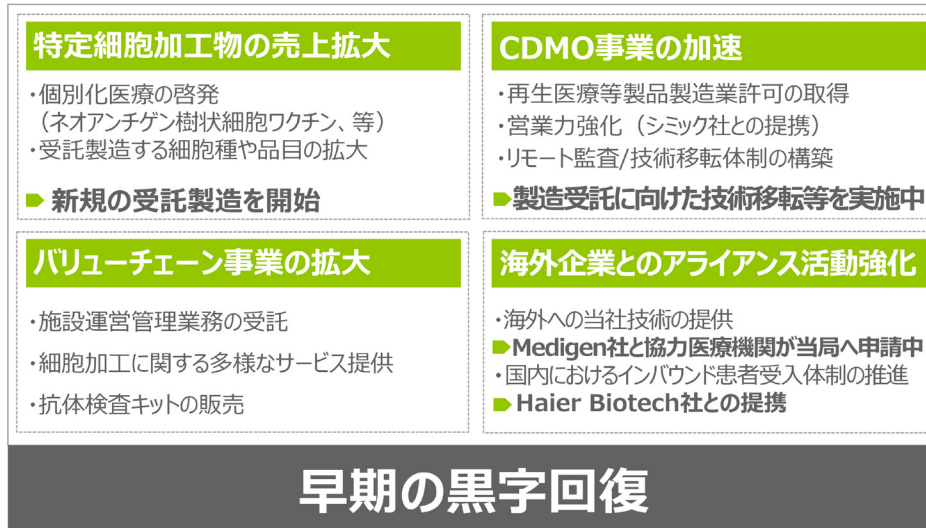 特定細胞加工物の売上拡大
・個別化医療の啓発
（ネオアンチゲン樹状細胞ワクチン、等）
・受託製造する細胞種や品目の拡大
新規の受託製造を開始
CDMO事業の加速
・再生医療等製品製造業許可の取得
・営業力強化（シミック社との提携）
・リモート監査/技術移転体制の構築
製造受託に向けた技術移転等を実施中
バリューチェーン事業の拡大
・施設運営管理業務の受託
・細胞加工に関する多様なサービス提供
・抗体検査キットの販売
海外企業とのアライアンス活動強化
・海外への当社技術の提供
Medigen社と協力医療機関が当局へ申請中
・国内におけるインバウンド患者受入体制の推進
Haier Biotech社との提携
早期の黒字回復